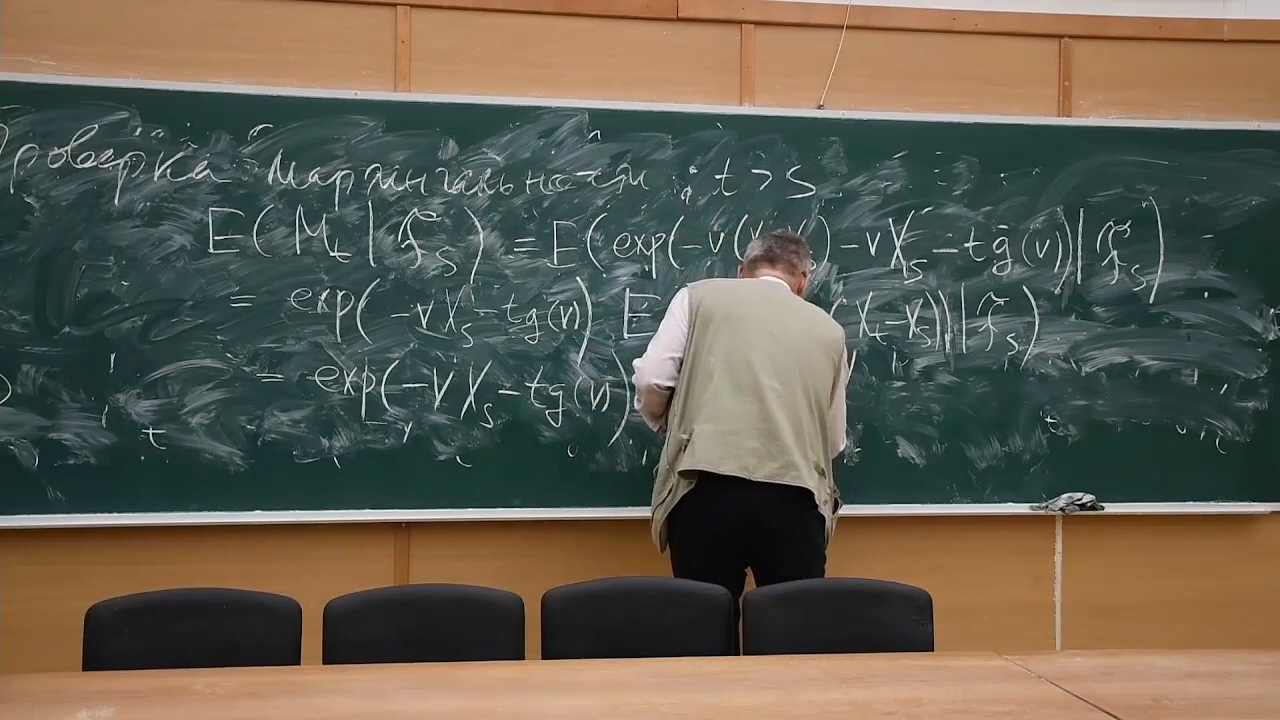 Проверка мартингальности: t > s
E(M_t | ℱ_s) = E(exp(-v(X_t - X_s) - vX_s - tg(v)) | ℱ_s)
= exp(-vX_s - tg(v)) E (X_t - X_s)) | ℱ_s)
= exp(-vX_s - tg(v))